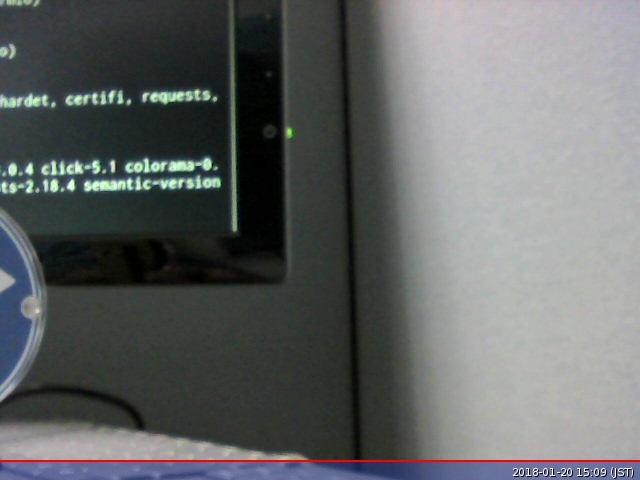 o)
hardet, certifi, requests,
.0.4 click-5.1 colorama-0.
ts-2.18.4 semantic-version
2018-01-20 15:09 (JST)